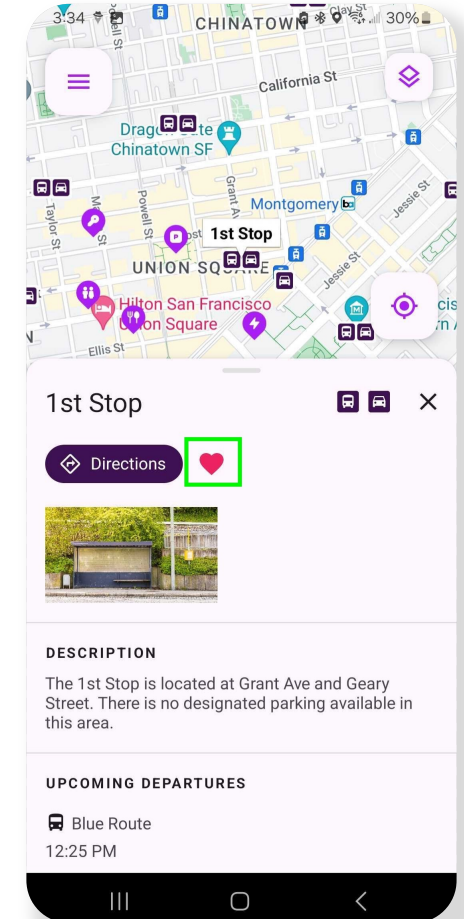 3:34
30%
CHINATOWN
Clay St
California St
Dragon Gate
Chinatown SF
Montgomery
Jessie St
Taylor St
Powell St
Grant Av
1st Stop
UNION SQUARE
Jessie St
Hilton San Francisco
Union Square
Ellis St
1st Stop
Directions
DESCRIPTION
The 1st Stop is located at Grant Ave and Geary
Street. There is no designated parking available in
this area.
UPCOMING DEPARTURES
Blue Route
12:25 PM